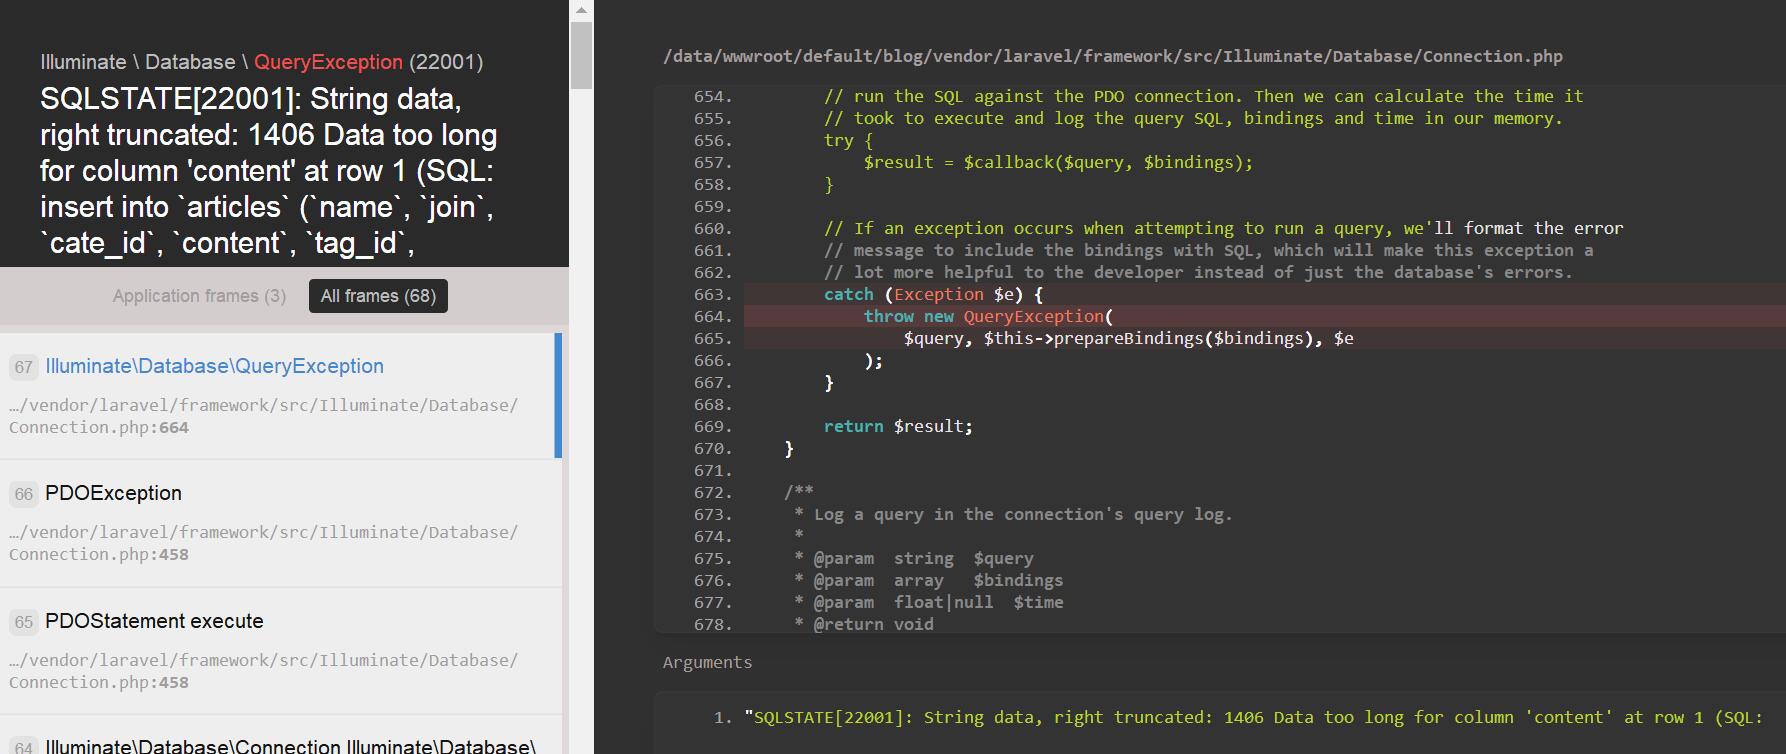 Illuminate \ Database \ QueryException (22001)
SQLSTATE[22001]: String data,
right truncated: 1406 Data too long
for column 'content' at row 1 (SQL:
insert into `articles` (`name`, `join`,
`cate_id`, `content`, `tag_id`,
Application frames (3) All frames (68)
67 Illuminate\Database\QueryException
…/vendor/laravel/framework/src/Illuminate/Database/
Connection.php:664
66 PDOException
…/vendor/laravel/framework/src/Illuminate/Database/
Connection.php:458
65 PDOStatement execute
…/vendor/laravel/framework/src/Illuminate/Database/
Connection.php:458
64 Illuminate\Database\Connection Illuminate\Database\
/data/wwwroot/default/blog/vendor/laravel/framework/src/Illuminate/Database/Connection.php
654. // run the SQL against the PDO connection. Then we can calculate the time it
655. // took to execute and log the query SQL, bindings and time in our memory.
656. try {
657. $result = $callback($query, $bindings);
658. }
659.
660. // If an exception occurs when attempting to run a query, we'll format the error
661. // message to include the bindings with SQL, which will make this exception a
662. // lot more helpful to the developer instead of just the database's errors.
663. catch (Exception $e) {
664. throw new QueryException(
665. $query, $this->prepareBindings($bindings), $e
666. );
667. }
668.
669. return $result;
670. }
671.
672. /**
673. * Log a query in the connection's query log.
674. *
675. * @param  string  $query
676. * @param  array   $bindings
677. * @param  float|null  $time
678. * @return void
Arguments
1. "SQLSTATE[22001]: String data, right truncated: 1406 Data too long for column 'content' at row 1 (SQL: